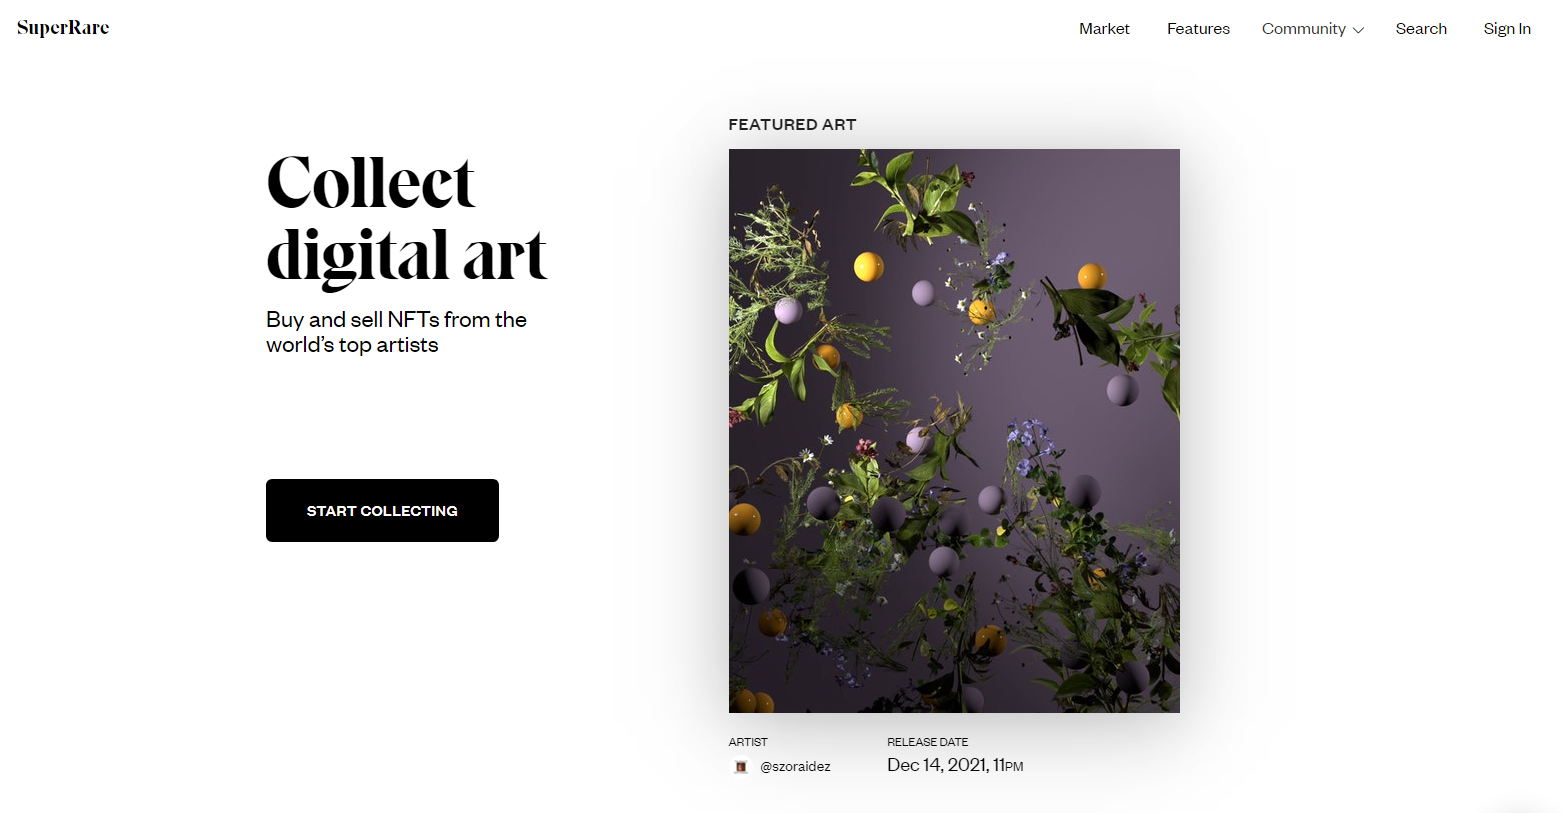 SuperRare
Market
Features
Community
Search
Sign In
FEATURED ART
Collect
digital art
Buy and sell NFTs from the
world’s top artists
START COLLECTING
ARTIST
@szoraidez
RELEASE DATE
Dec 14, 2021, 11PM